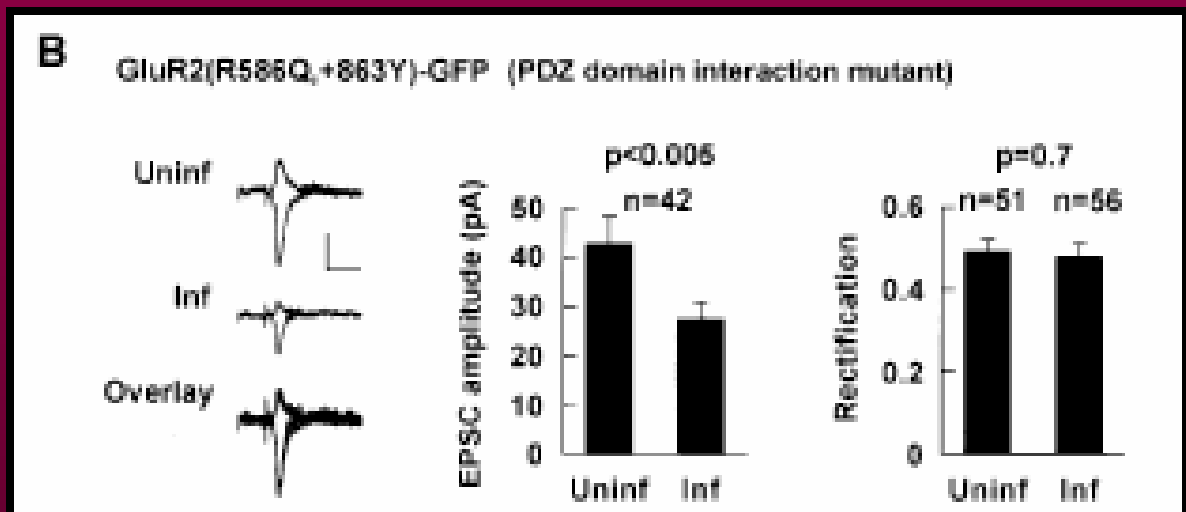 B
GluR2(R586Q,+863Y)-GFP (PDZ domain interaction mutant)
Uninf
Inf
Overlay
p<0.005
n=42
EPSC amplitude (pA)
50
40
30
20
10
0
Uninf Inf
p=0.7
n=51 n=56
Rectification
0.6
0.4
0.2
0
Uninf Inf